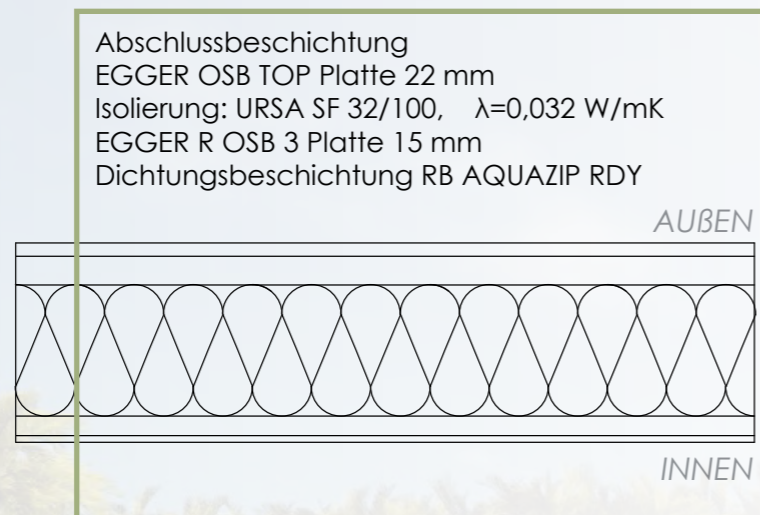 Abschlussbeschichtung
EGGER OSB TOP Platte 22 mm
Isolierung: URSA SF 32/100, λ=0,032 W/mK
EGGER R OSB 3 Platte 15 mm
Dichtungsbeschichtung RB AQUAZIP RDY
AUßEN
INNEN